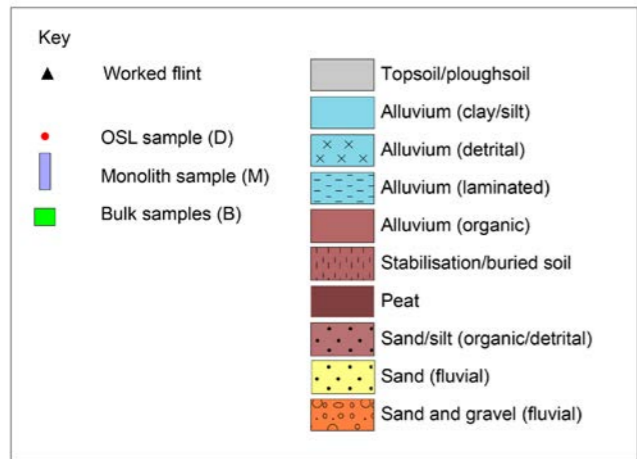 Key
Worked flint
OSL sample (D)
Monolith sample (M)
Bulk samples (B)
Topsoil/ploughsoil
Alluvium (clay/silt)
Alluvium (detrital)
Alluvium (laminated)
Alluvium (organic)
Stabilisation/buried soil
Peat
Sand/silt (organic/detrital)
Sand (fluvial)
Sand and gravel (fluvial)